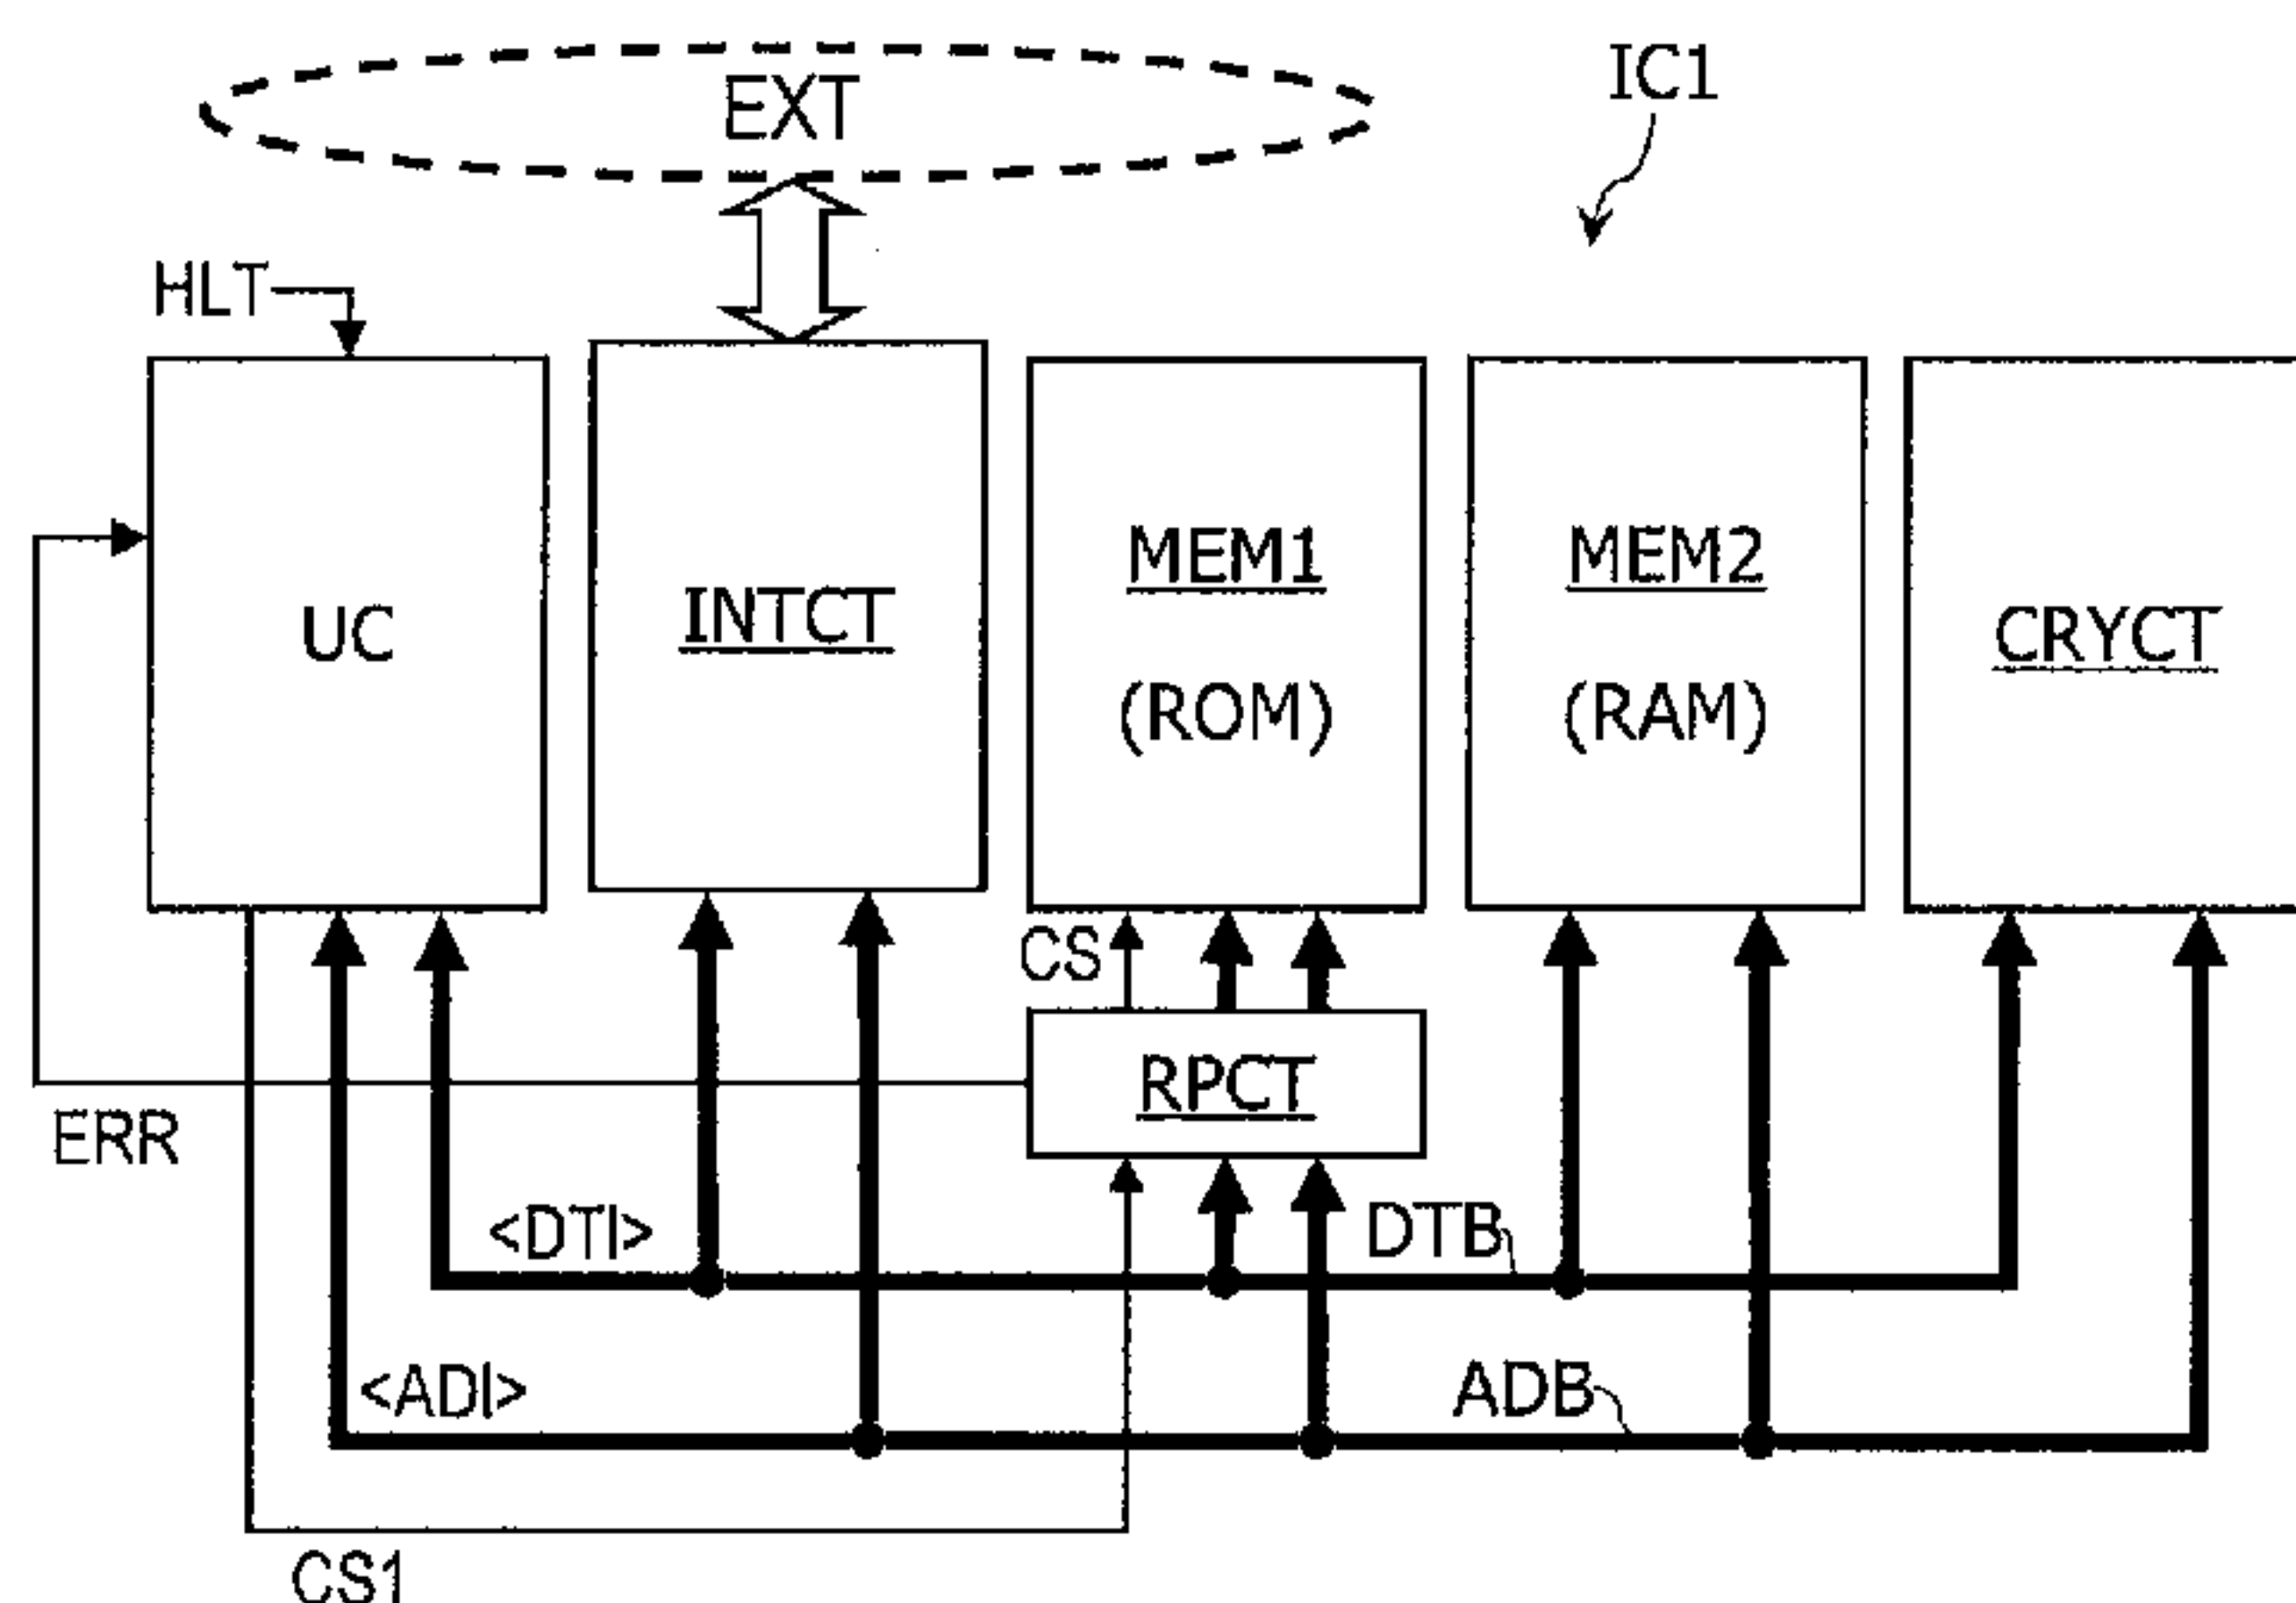 EXT
IC1
HLT
UC
INTCT
MEM1
(ROM)
MEM2
(RAM)
CRYCT
CS
RPCT
ERR
<DTI>
DTB
<ADI>
ADB
CS1